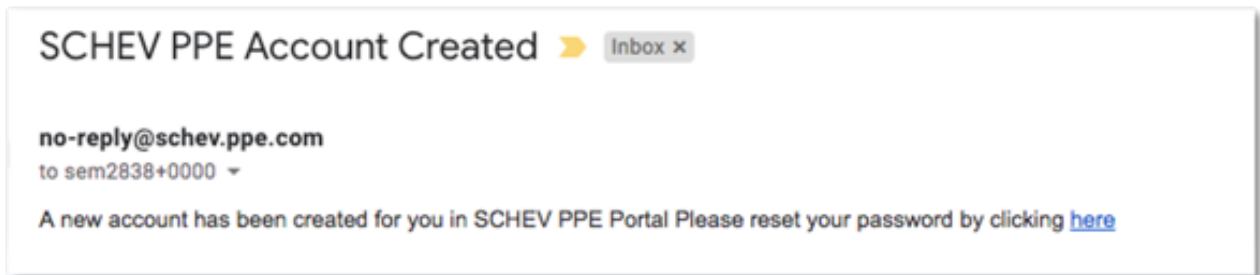 SCHEV PPE Account Created Inbox ×
no-reply@schev.ppe.com
to sem2838+0000
A new account has been created for you in SCHEV PPE Portal Please reset your password by clicking here